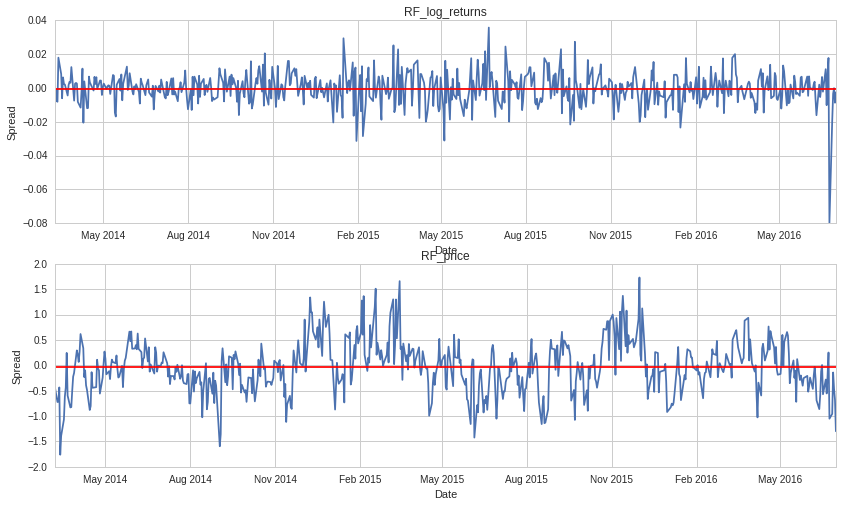 RF_log_returns
0.04
0.02
0.00
−0.02
−0.04
−0.06
−0.08
Spread
May 2014 Aug 2014 Nov 2014 Feb 2015 May 2015 Aug 2015 Nov 2015 Feb 2016 May 2016
Date
RF_price
2.0
1.5
1.0
0.5
0.0
−0.5
−1.0
−1.5
−2.0
Spread
May 2014 Aug 2014 Nov 2014 Feb 2015 May 2015 Aug 2015 Nov 2015 Feb 2016 May 2016
Date